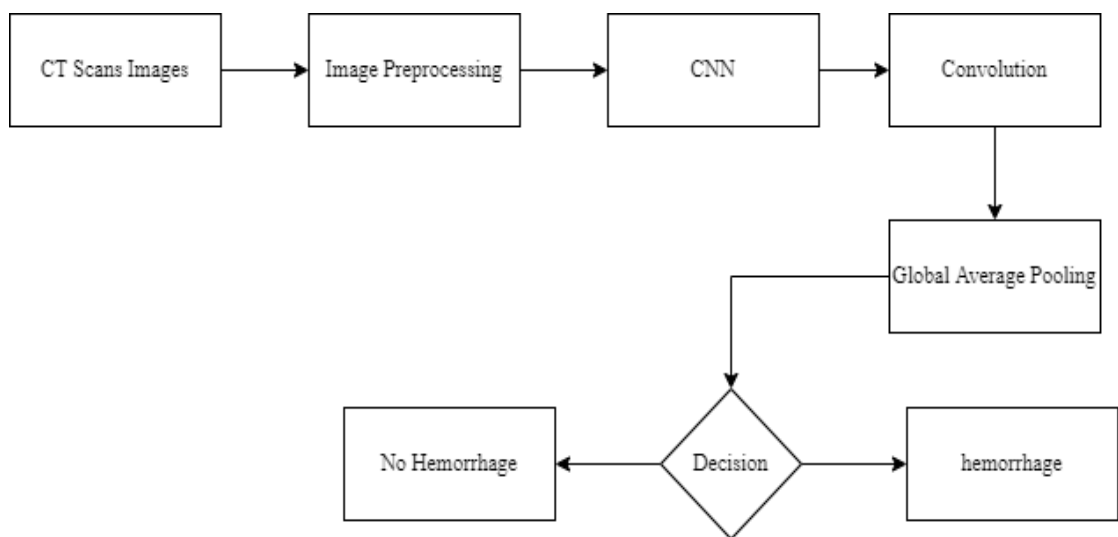 CT Scans Images
Image Preprocessing
CNN
Convolution
Global Average Pooling
No Hemorrhage
Decision
hemorrhage